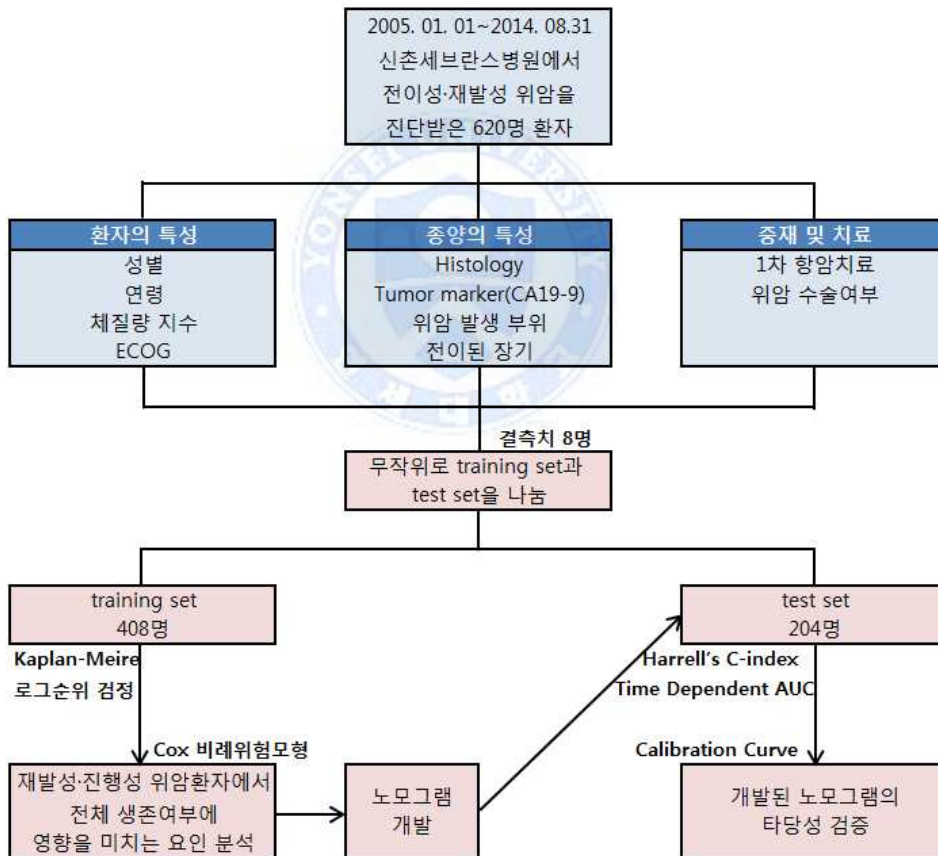 2005. 01. 01~2014. 08.31
신촌세브란스병원에서
전이성·재발성 위암을
진단받은 620명 환자
환자의 특성
성별
연령
체질량 지수
ECOG
종양의 특성
Histology
Tumor marker(CA19-9)
위암 발생 부위
전이된 장기
중재 및 치료
1차 항암치료
위암 수술여부
결측치 8명
무작위로 training set과
test set을 나눔
training set
408명
test set
204명
Kaplan-Meire
로그순위 검정
Harrell's C-index
Time Dependent AUC
Cox 비례위험모형
Calibration Curve
재발성·진행성 위암환자에서
전체 생존여부에
영향을 미치는 요인 분석
노모그램
개발
개발된 노모그램의
타당성 검증
YONSEI UNIVERSITY